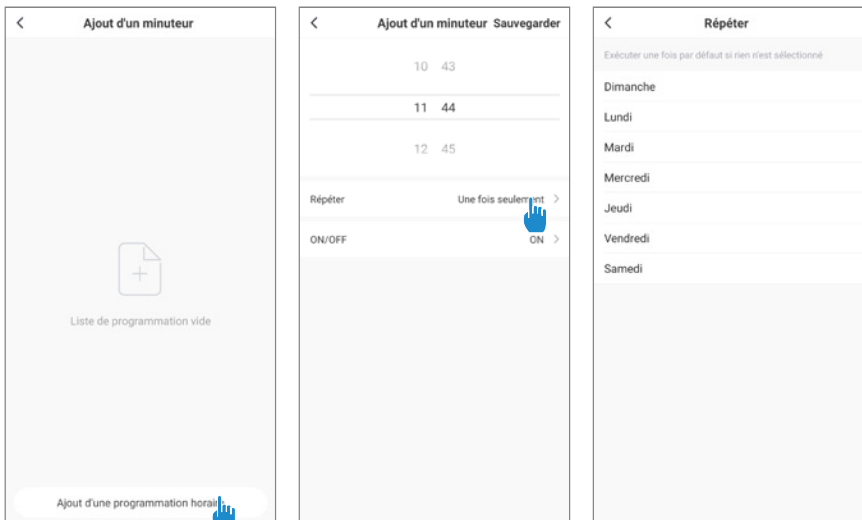 Ajout d'un minuteur
Liste de programmation vide
Ajout d'une programmation horaire
Ajout d'un minuteur Sauvegarder
10 43
11 44
12 45
Répéter Une fois seulement
ON/OFF ON
Répéter
Exécuter une fois par défaut si rien n'est sélectionné
Dimanche
Lundi
Mardi
Mercredi
Jeudi
Vendredi
Samedi